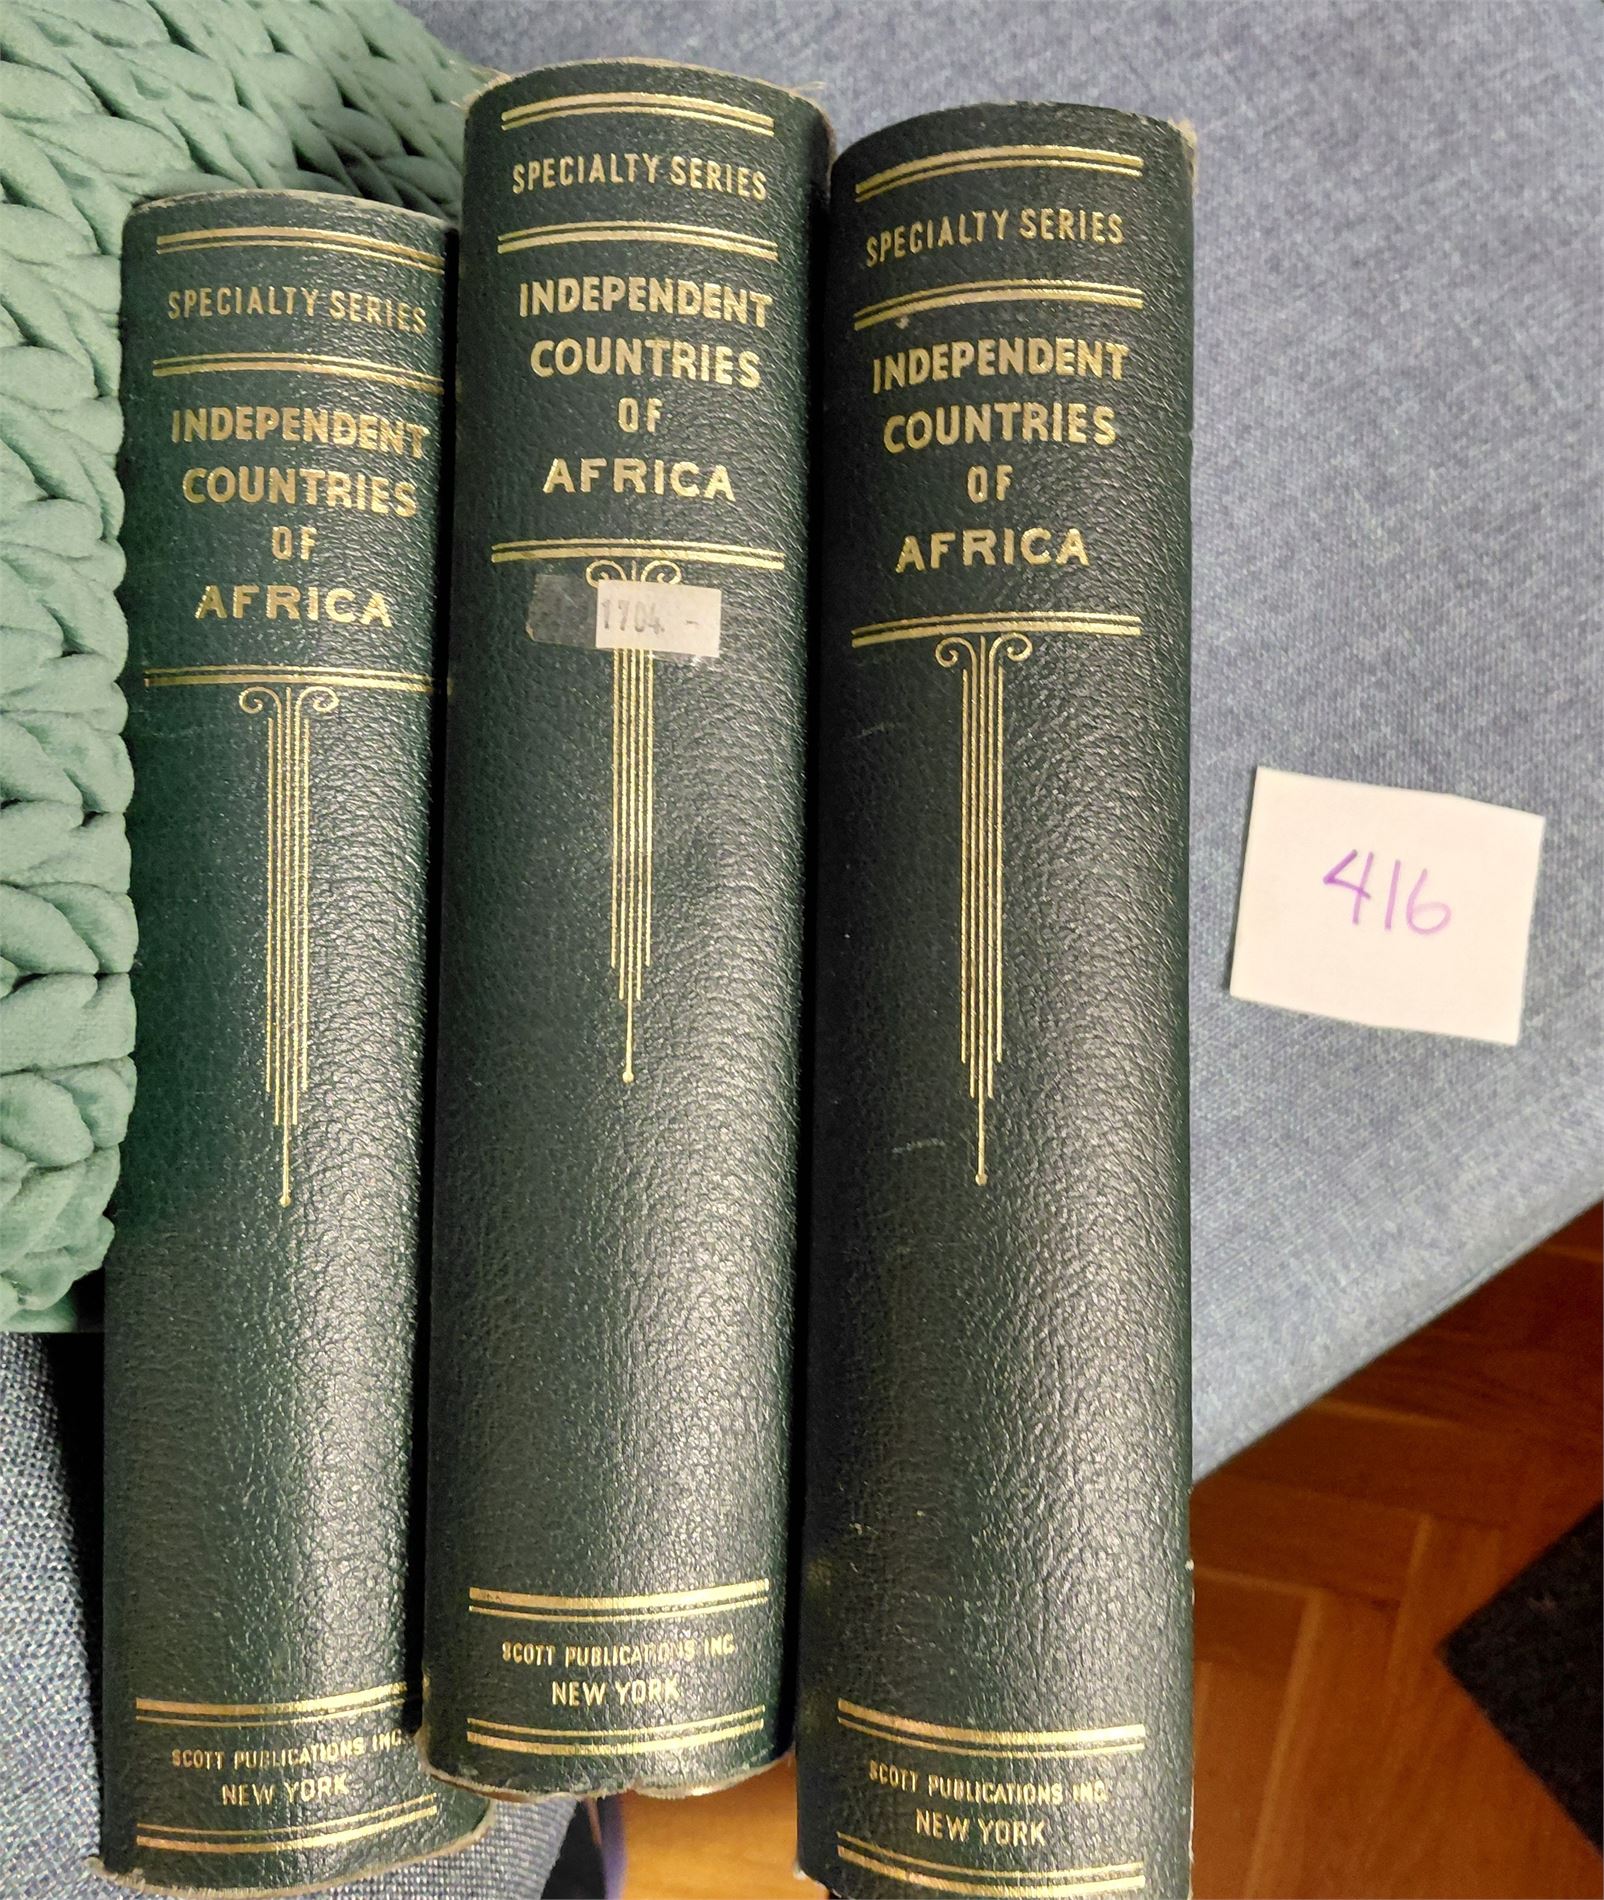 SPECIALTY SERIES
INDEPENDENT
COUNTRIES
OF
AFRICA
SCOTT PUBLICATIONS INC.
NEW YORK
SPECIALTY SERIES
INDEPENDENT
COUNTRIES
OF
AFRICA
1704 -
SCOTT PUBLICATIONS INC.
NEW YORK
SPECIALTY SERIES
INDEPENDENT
COUNTRIES
OF
AFRICA
SCOTT PUBLICATIONS INC.
NEW YORK
416